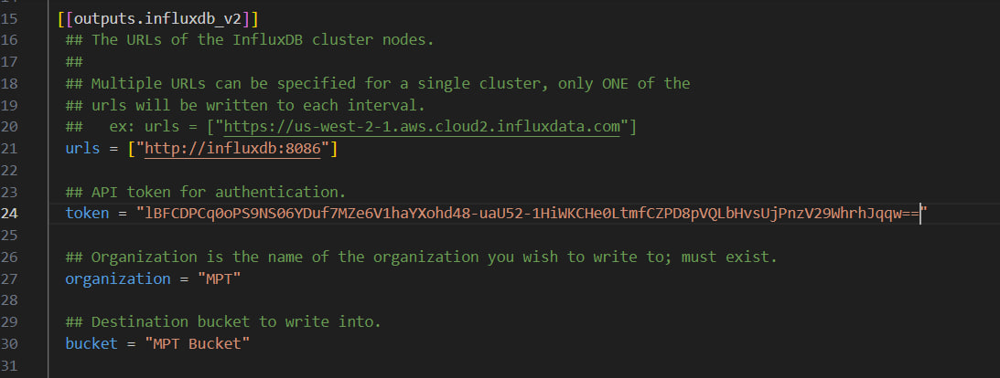 15 [[outputs.influxdb_v2]]
16 ## The URLs of the InfluxDB cluster nodes.
17 ##
18 ## Multiple URLs can be specified for a single cluster, only ONE of the
19 ## urls will be written to each interval.
20 ##   ex: urls = ["https://us-west-2-1.aws.cloud2.influxdata.com"]
21 urls = ["http://influxdb:8086"]
22
23 ## API token for authentication.
24 token = "lBFCDPCq0oPS9NS06YDuf7MZe6V1haYXohd48-uaU52-1HiWKCHe0LtmfCZPD8pVQLbHvsUjPnzV29WhrhJqqw=="
25
26 ## Organization is the name of the organization you wish to write to; must exist.
27 organization = "MPT"
28
29 ## Destination bucket to write into.
30 bucket = "MPT Bucket"
31